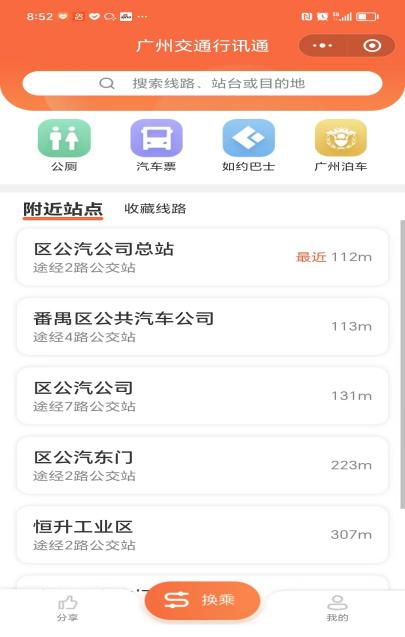 8:52
广州交通行讯通
搜索线路、站台或目的地
公厕 汽车票 如约巴士 广州泊车
附近站点 收藏线路
区公汽公司总站
最近 112m
途经2路公交站
番禺区公共汽车公司
113m
途经4路公交站
区公汽公司
131m
途经7路公交站
区公汽东门
223m
途经2路公交站
恒升工业区
307m
途经2路公交站
分享 换乘 我的